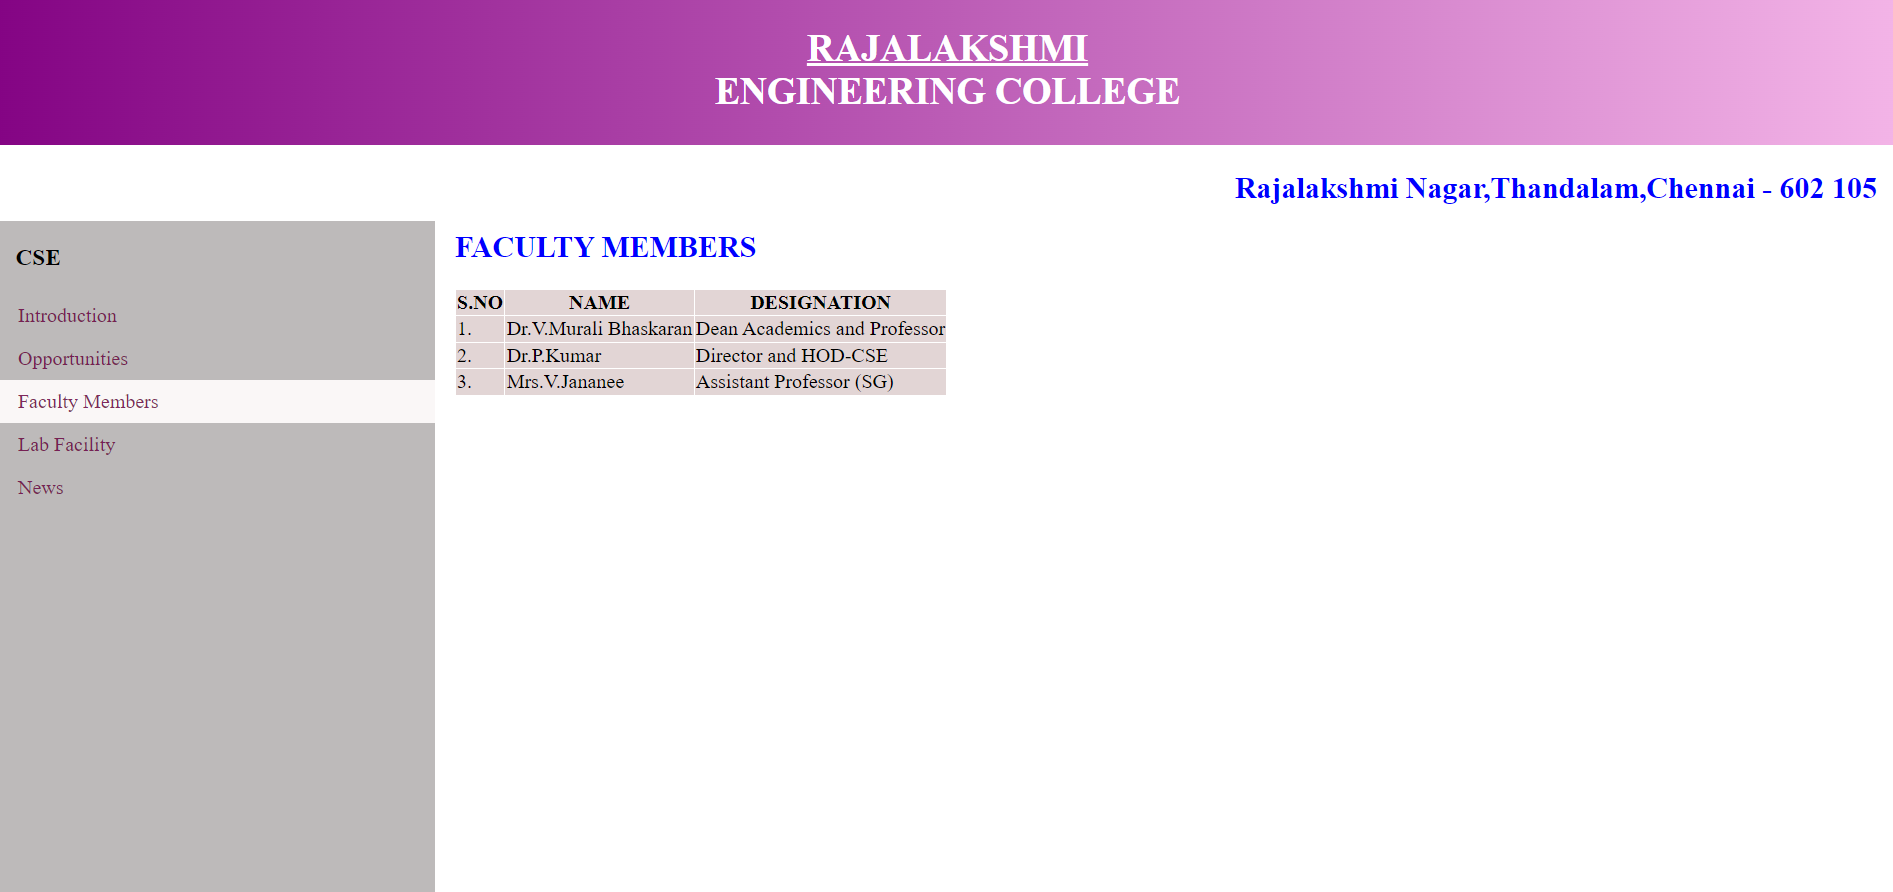 RAJALAKSHMI
ENGINEERING COLLEGE
Rajalakshmi Nagar,Thandalam,Chennai - 602 105
CSE
Introduction
Opportunities
Faculty Members
Lab Facility
News
FACULTY MEMBERS
S.NO NAME DESIGNATION
1. Dr.V.Murali Bhaskaran Dean Academics and Professor
2. Dr.P.Kumar Director and HOD-CSE
3. Mrs.V.Jananee Assistant Professor (SG)